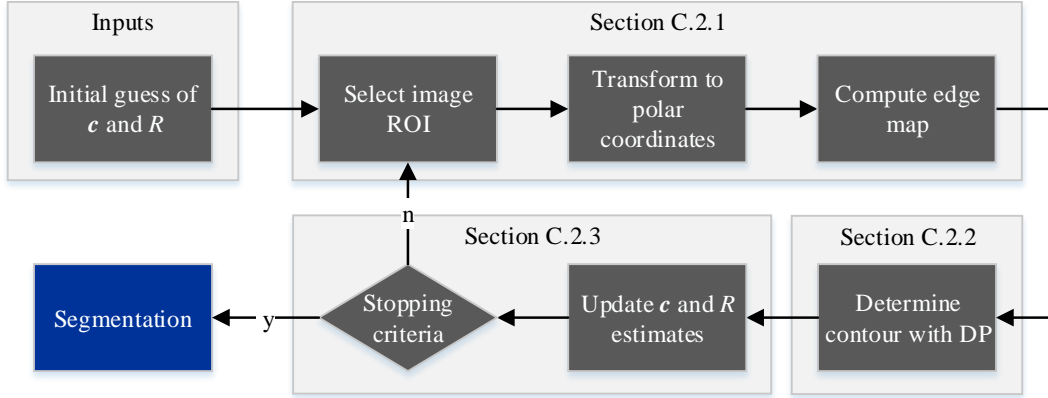 Inputs
Initial guess of
c and R
Section C.2.1
Select image
ROI
Transform to
polar
coordinates
Compute edge
map
n
Section C.2.3
Section C.2.2
Segmentation
y
Stopping
criteria
Update c and R
estimates
Determine
contour with DP